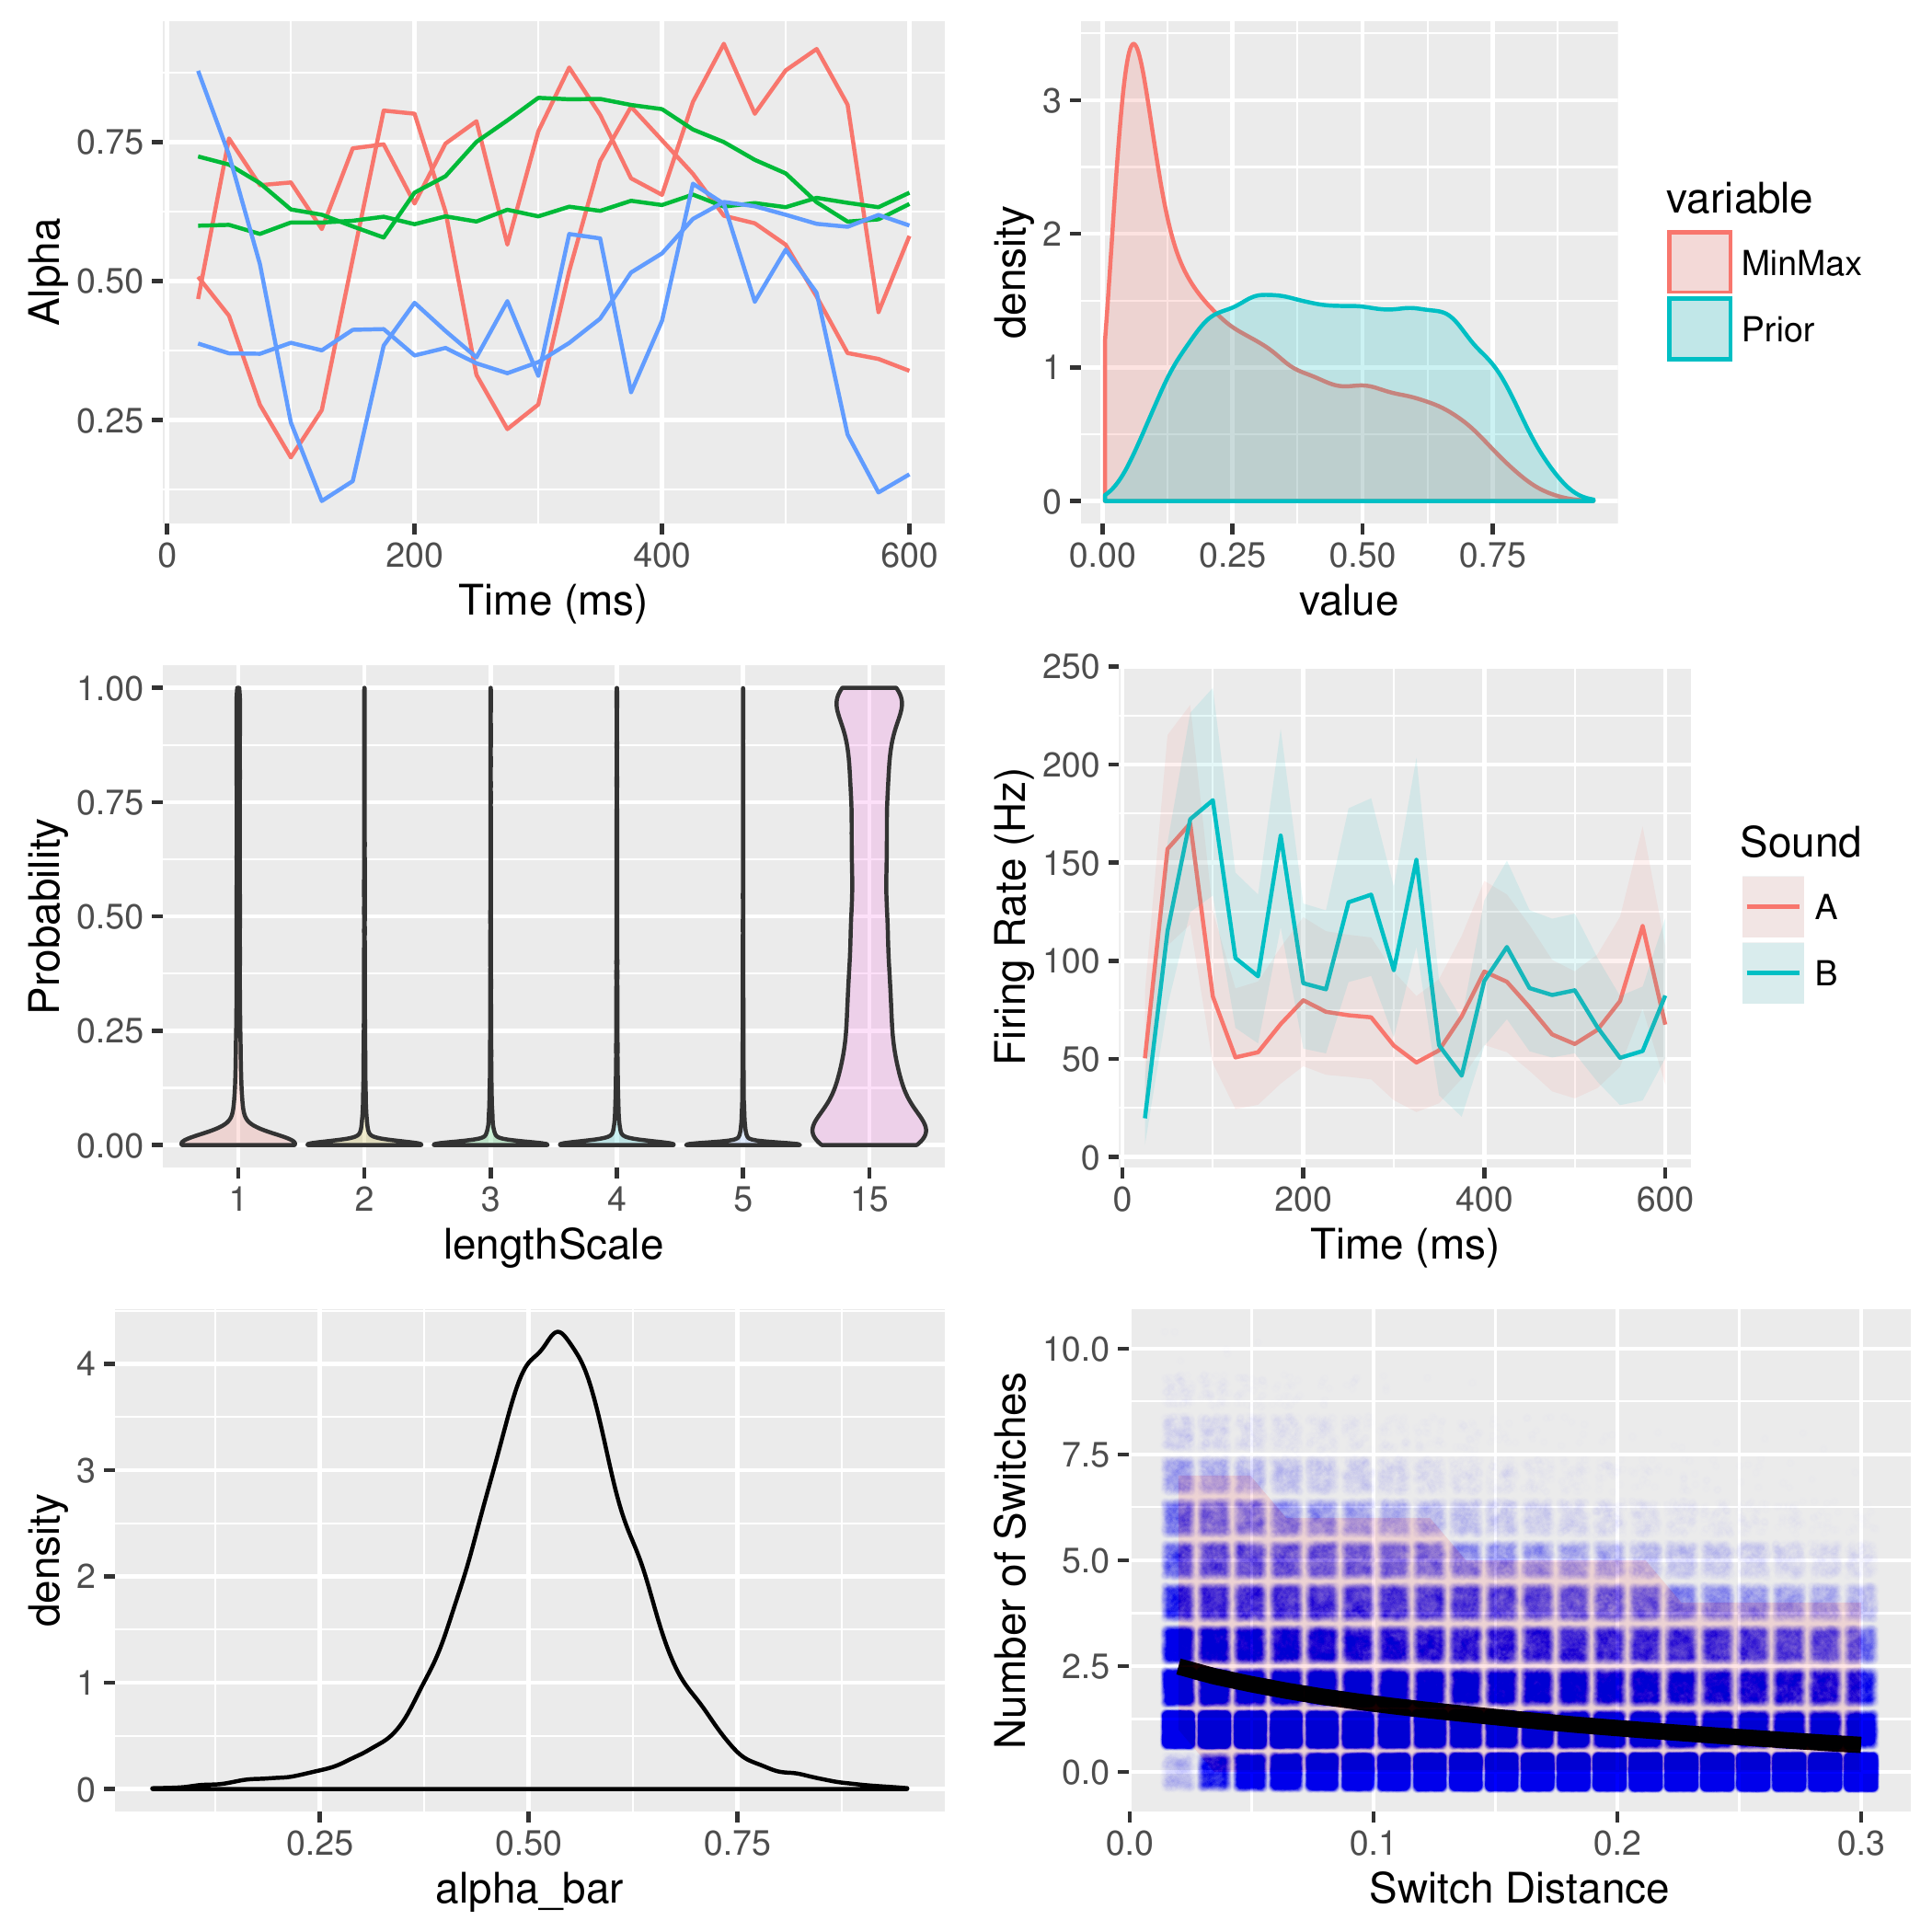 Alpha
0.75
0.50
0.25
0 200 400 600
Time (ms)
density
3
2
1
0
0.00 0.25 0.50 0.75
value
variable
MinMax
Prior
Probability
1.00
0.75
0.50
0.25
0.00
1 2 3 4 5 15
lengthScale
Firing Rate (Hz)
250
200
150
100
50
0
0 200 400 600
Time (ms)
Sound
A
B
density
4
3
2
1
0
0.25 0.50 0.75
alpha_bar
Number of Switches
10.0
7.5
5.0
2.5
0.0
0.0 0.1 0.2 0.3
Switch Distance